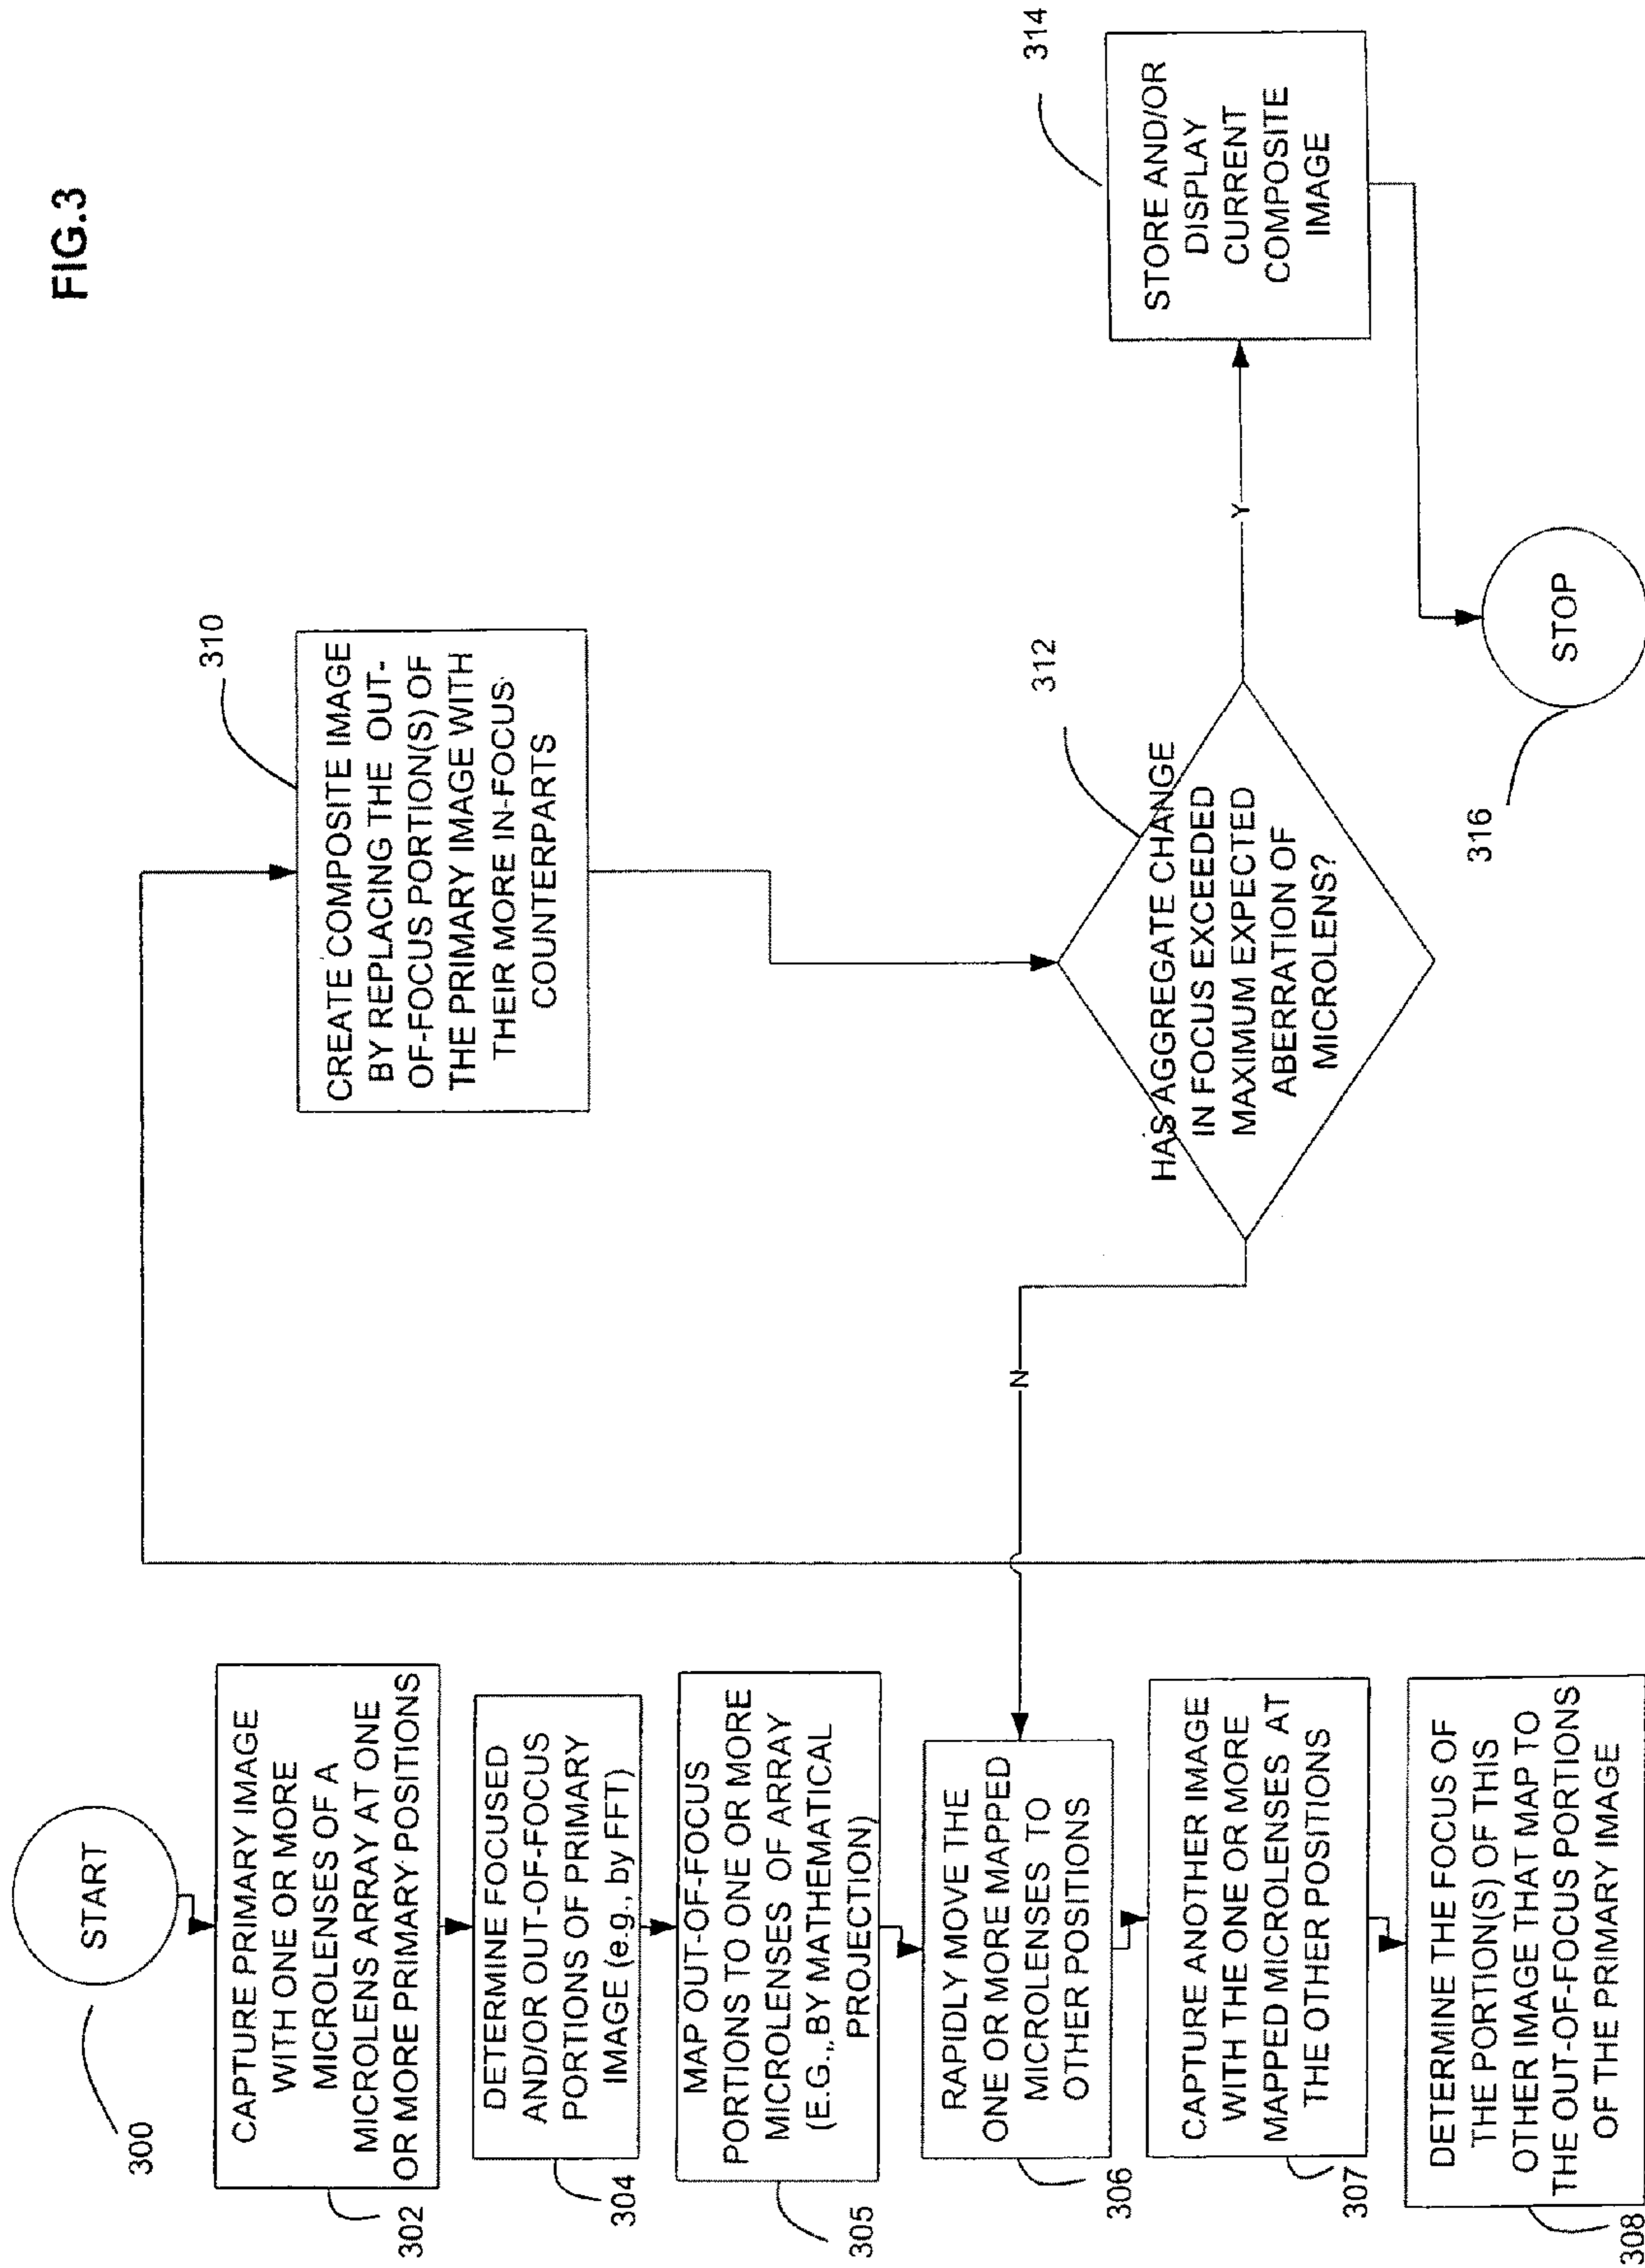 FIG.3
START
300
CAPTURE PRIMARY IMAGE
WITH ONE OR MORE
MICROLENSES OF A
MICROLENS ARRAY AT ONE
OR MORE PRIMARY POSITIONS
302
DETERMINE FOCUSED
AND/OR OUT-OF-FOCUS
PORTIONS OF PRIMARY
IMAGE (e.g., by FFT)
304
MAP OUT-OF-FOCUS
PORTIONS TO ONE OR MORE
MICROLENSES OF ARRAY
(E.G.,,BY MATHEMATICAL
PROJECTION)
305
RAPIDLY MOVE THE
ONE OR MORE MAPPED
MICROLENSES TO
OTHER POSITIONS
306
CAPTURE ANOTHER IMAGE
WITH THE ONE OR MORE
MAPPED MICROLENSES AT
THE OTHER POSITIONS
307
DETERMINE THE FOCUS OF
THE PORTION(S) OF THIS
OTHER IMAGE THAT MAP TO
THE OUT-OF-FOCUS PORTIONS
OF THE PRIMARY IMAGE
308
CREATE COMPOSITE IMAGE
BY REPLACING THE OUT-
OF-FOCUS PORTION(S) OF
THE PRIMARY IMAGE WITH
THEIR MORE IN-FOCUS
COUNTERPARTS
310
HAS AGGREGATE CHANGE
IN FOCUS EXCEEDED
MAXIMUM EXPECTED
ABERRATION OF
MICROLENS?
312
N
Y
STORE AND/OR
DISPLAY
CURRENT
COMPOSITE
IMAGE
314
STOP
316